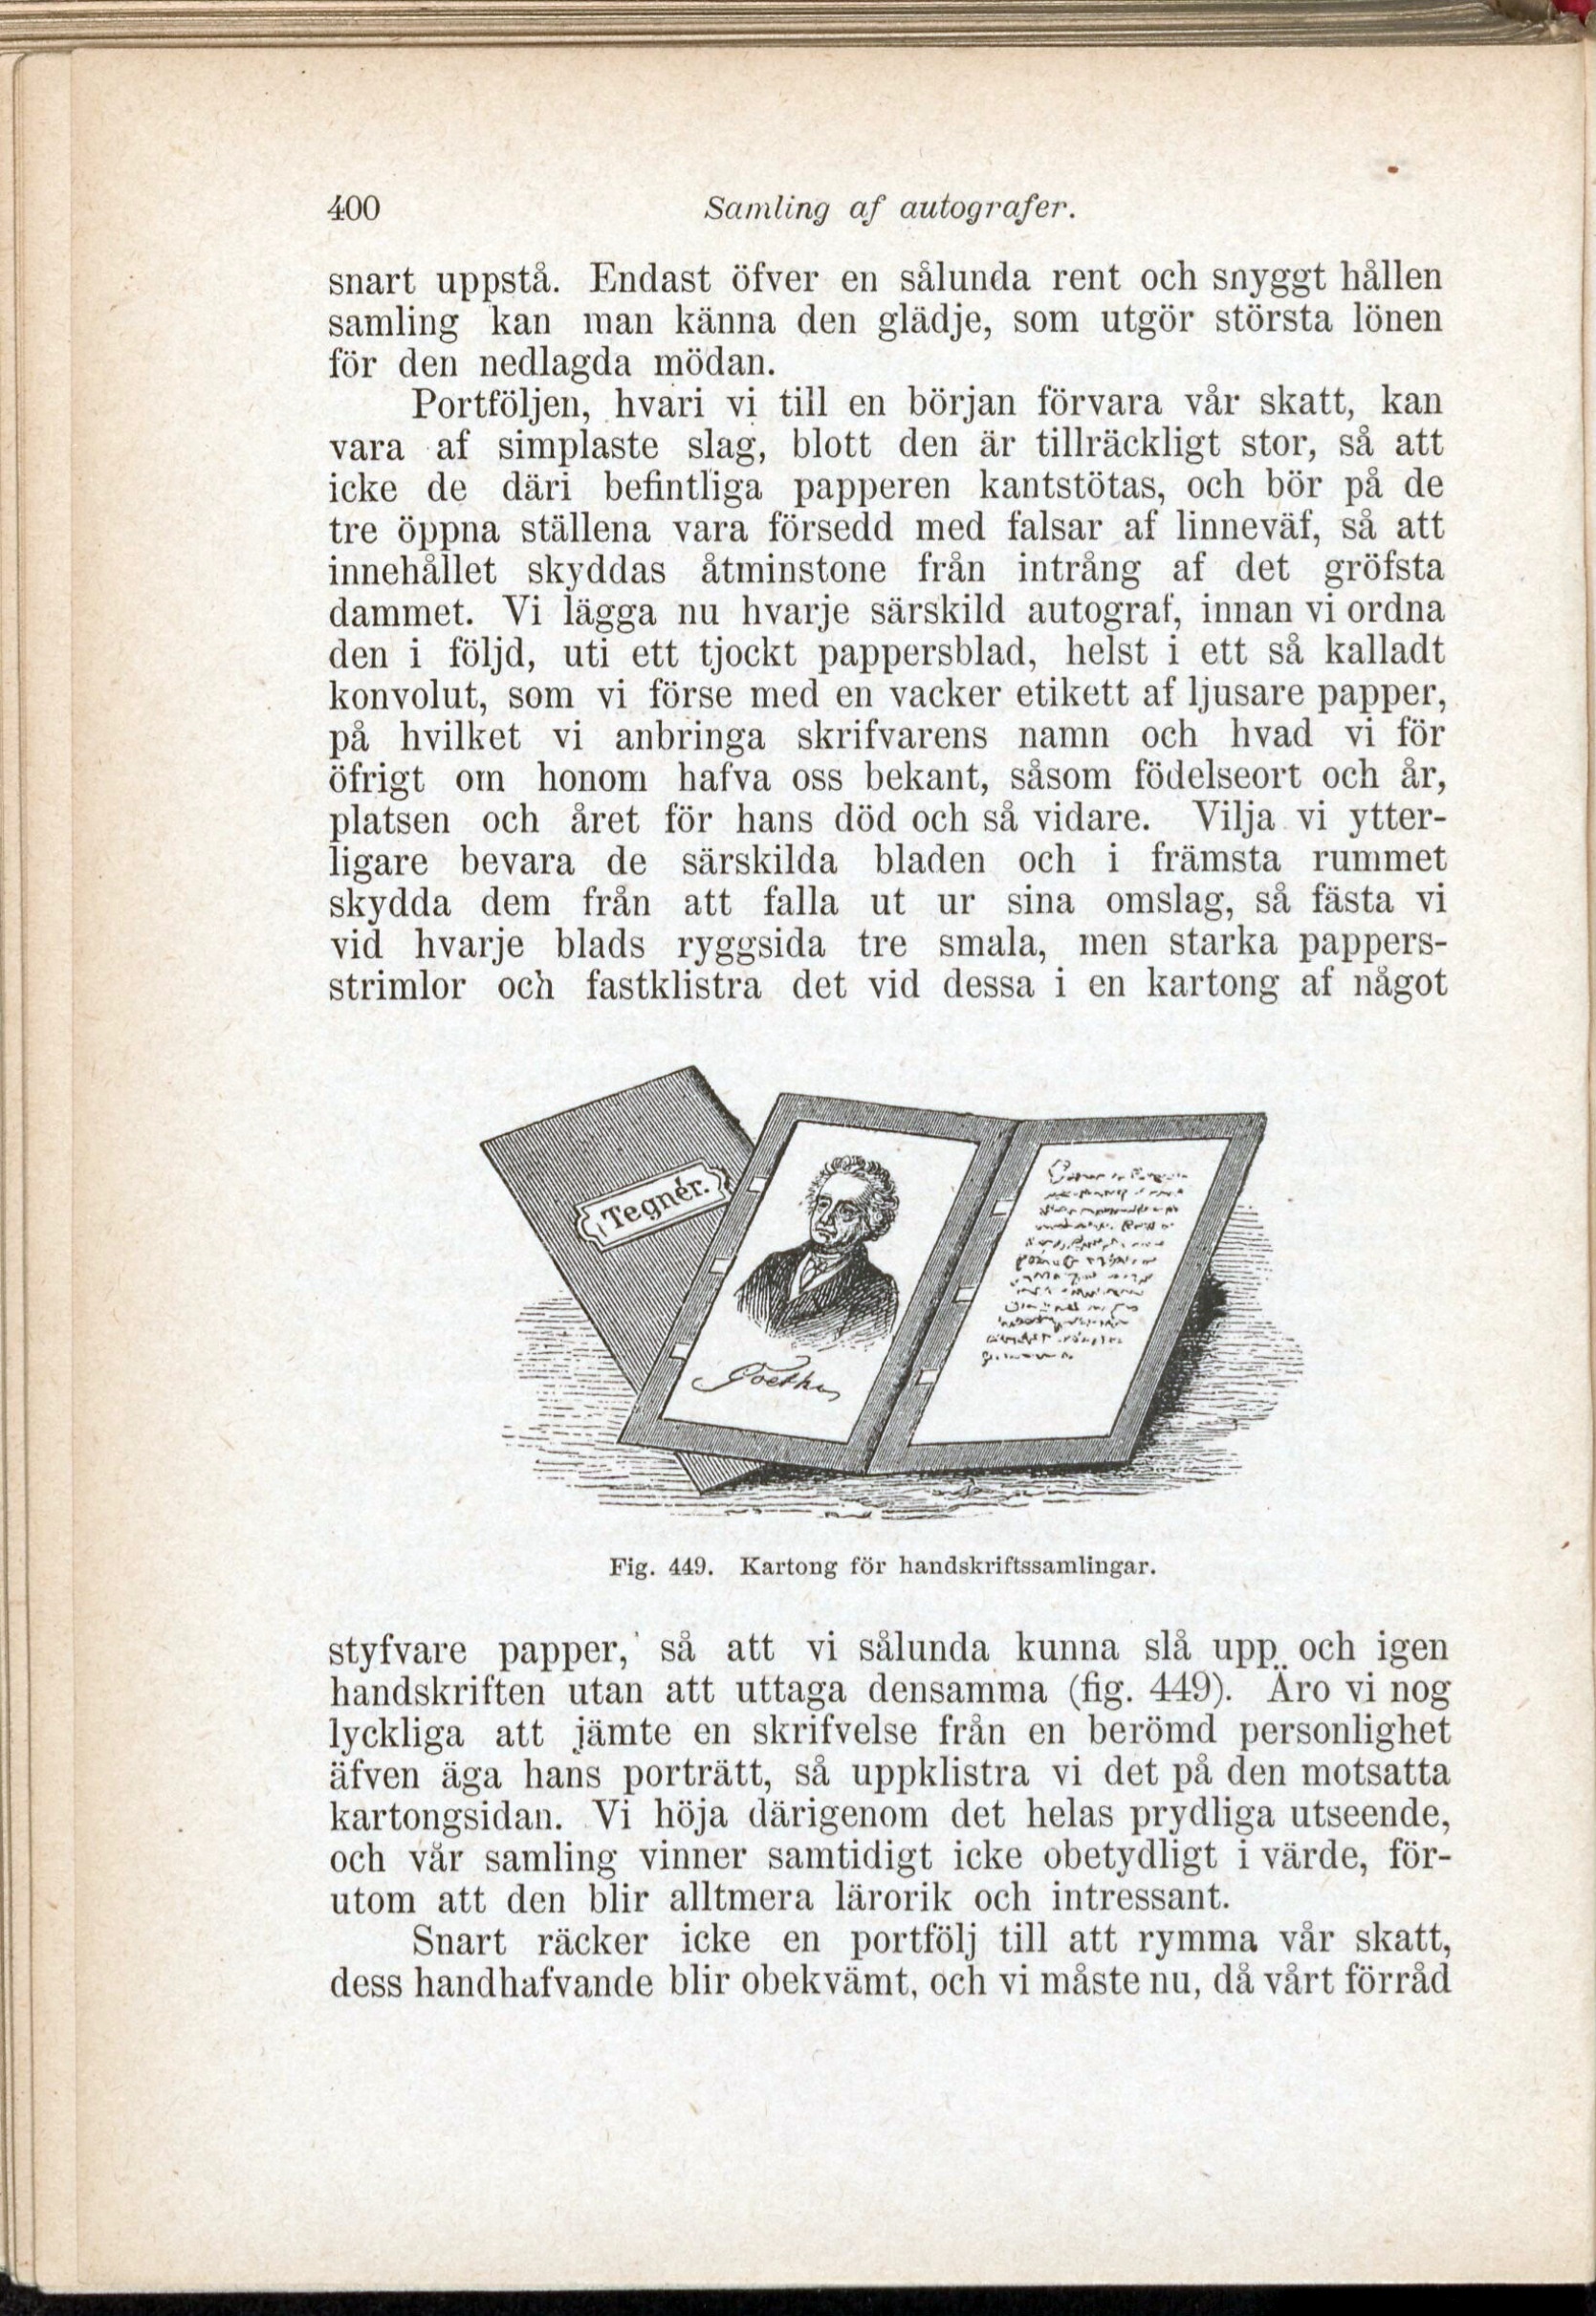 400
Samling af autografer.
snart uppstå. Endast öfver en sålunda rent och snyggt hållen
samling kan man känna den glädje, som utgör största lönen
för den nedlagda mödan.
Portföljen, hvari vi till en början förvara vår skatt, kan
vara af simplaste slag, blott den är tillräckligt stor, så att
icke de däri befintliga papperen kantstötas, och bör på de
tre öppna ställena vara försedd med falsar af linneväf, så att
innehållet skyddas åtminstone från intrång af det gröfsta
dammet. Vi lägga nu hvarje särskild autograf, innan vi ordna
den i följd, uti ett tjockt pappersblad, helst i ett så kalladt
konvolut, som vi förse med en vacker etikett af ljusare papper,
på hvilket vi anbringa skrifvarens namn och hvad vi för
öfrigt om honom hafva oss bekant, såsom födelseort och år,
platsen och året för hans död och så vidare. Vilja vi ytter-
ligare bevara de särskilda bladen och i främsta rummet
skydda dem från att falla ut ur sina omslag, så fästa vi
vid hvarje blads ryggsida tre smala, men starka pappers-
strimlor och fastklistra det vid dessa i en kartong af något
Tegnér.
Goethe
Fig. 449. Kartong för handskriftssamlingar.
styfvare papper, så att vi sålunda kunna slå upp och igen
handskriften utan att uttaga densamma (fig. 449). Äro vi nog
lyckliga att jämte en skrifvelse från en berömd personlighet
äfven äga hans porträtt, så uppklistra vi det på den motsatta
kartongsidan. Vi höja därigenom det helas prydliga utseende,
och vår samling vinner samtidigt icke obetydligt i värde, för-
utom att den blir alltmera lärorik och intressant.
Snart räcker icke en portfölj till att rymma vår skatt,
dess handhafvande blir obekvämt, och vi måste nu, då vårt förråd